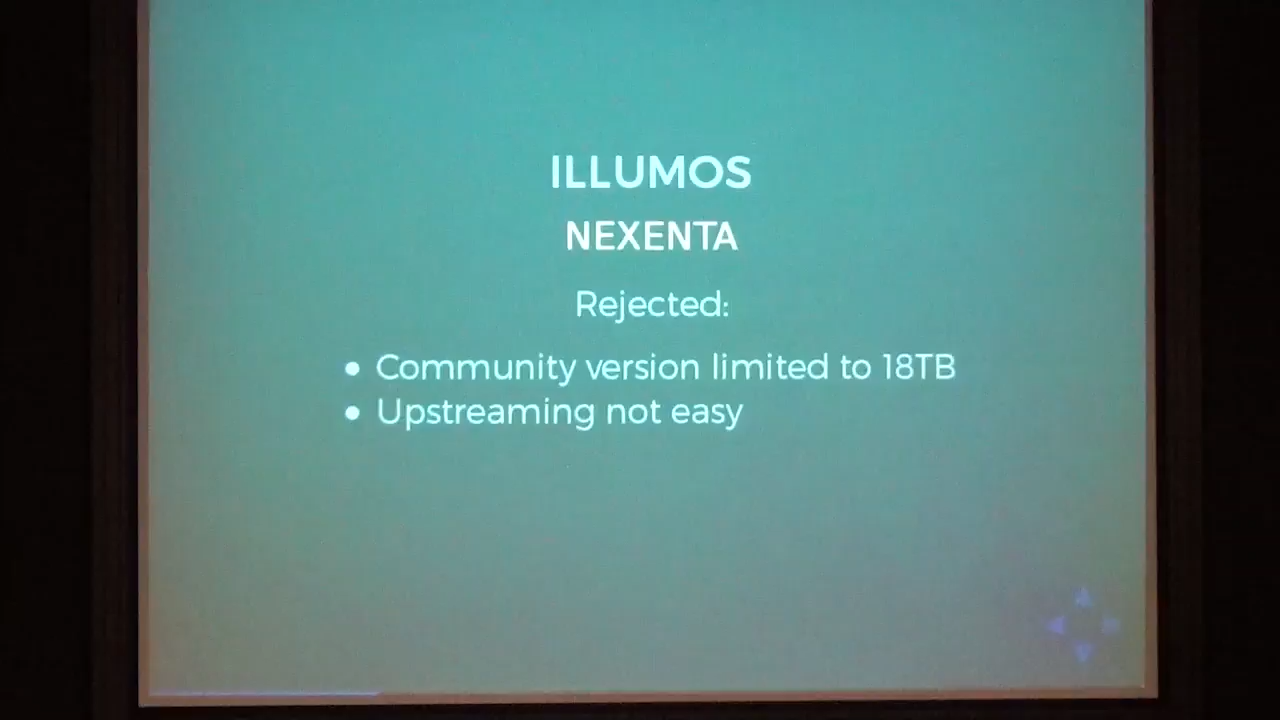 ILLUMOS
NEXENTA
Rejected:
• Community version limited to 18TB
• Upstreaming not easy